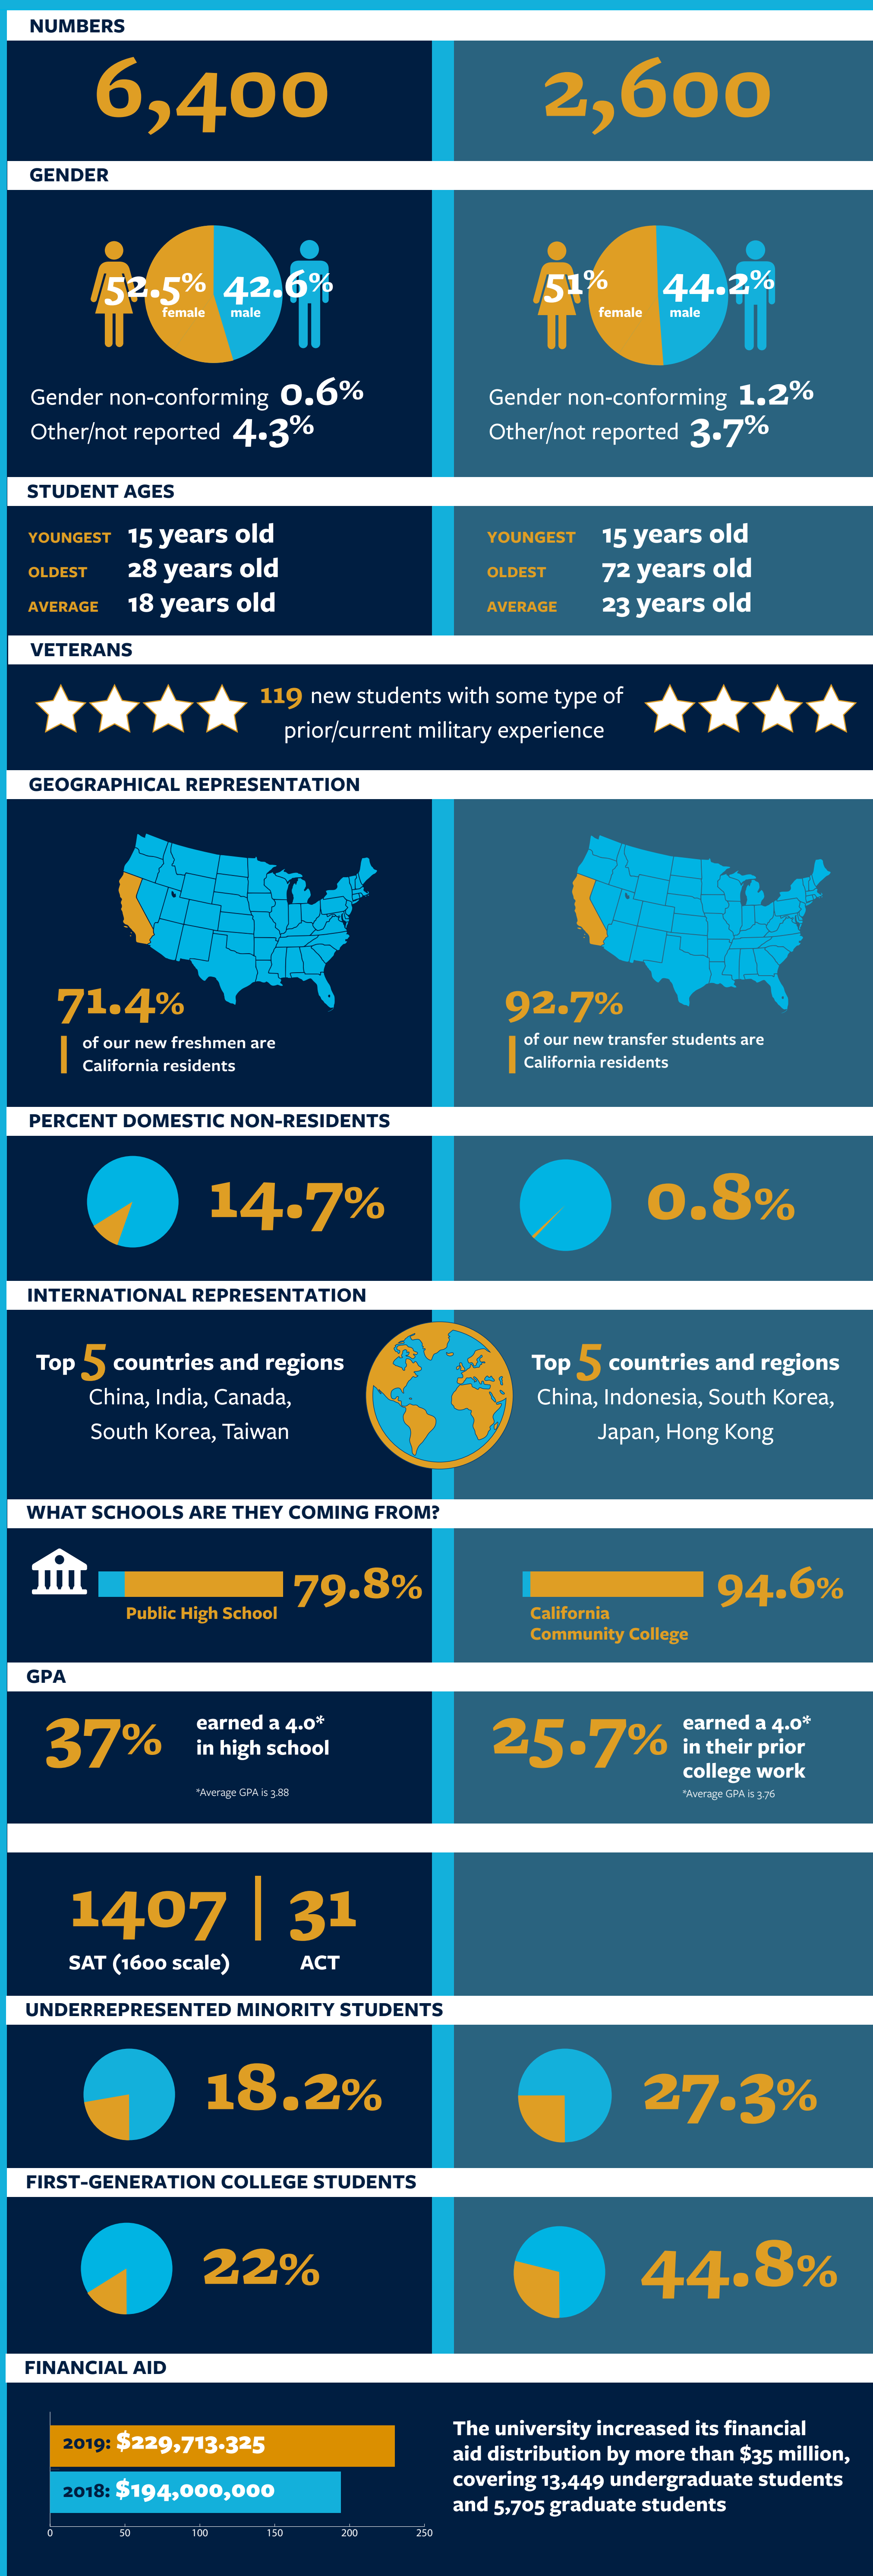 NUMBERS
6,400
2,600
GENDER
52.5% 42.6%
female male
Gender non-conforming 0.6%
Other/not reported 4.3%
51% 44.2%
female male
Gender non-conforming 1.2%
Other/not reported 3.7%
STUDENT AGES
YOUNGEST 15 years old
OLDEST 28 years old
AVERAGE 18 years old
YOUNGEST 15 years old
OLDEST 72 years old
AVERAGE 23 years old
VETERANS
119 new students with some type of
prior/current military experience
GEOGRAPHICAL REPRESENTATION
71.4%
of our new freshmen are
California residents
92.7%
of our new transfer students are
California residents
PERCENT DOMESTIC NON-RESIDENTS
14.7%
0.8%
INTERNATIONAL REPRESENTATION
Top 5 countries and regions
China, India, Canada,
South Korea, Taiwan
Top 5 countries and regions
China, Indonesia, South Korea,
Japan, Hong Kong
WHAT SCHOOLS ARE THEY COMING FROM?
79.8%
Public High School
94.6%
California
Community College
GPA
37%
earned a 4.0*
in high school
*Average GPA is 3.88
25.7%
earned a 4.0*
in their prior
college work
*Average GPA is 3.76
1407 31
SAT (1600 scale) ACT
UNDERREPRESENTED MINORITY STUDENTS
18.2%
27.3%
FIRST-GENERATION COLLEGE STUDENTS
22%
44.8%
FINANCIAL AID
2019: $229,713.325
2018: $194,000,000
0 50 100 150 200 250
The university increased its financial
aid distribution by more than $35 million,
covering 13,449 undergraduate students
and 5,705 graduate students